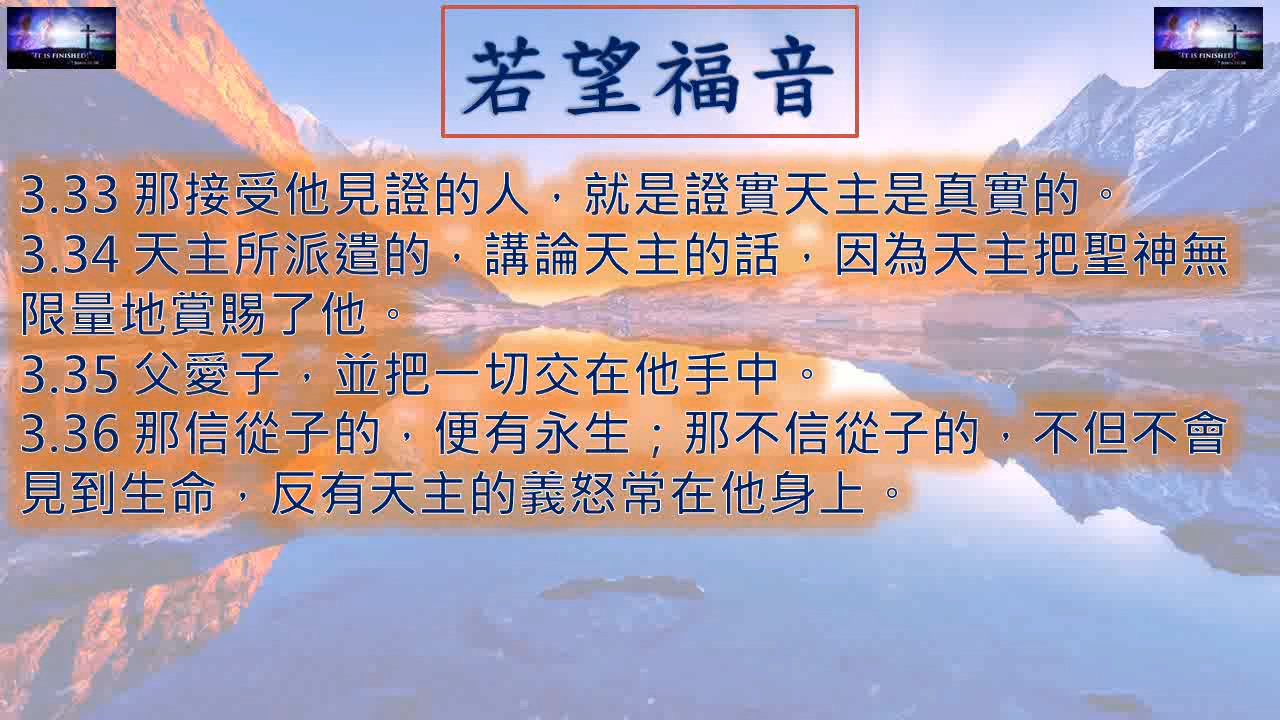 "IT IS FINISHED!"
"IT IS FINISHED!"
若望福音
3.33 那接受他見證的人，就是證實天主是真實的。
3.34 天主所派遣的，講論天主的話，因為天主把聖神無
限量地賞賜了他。
3.35 父愛子，並把一切交在他手中。
3.36 那信從子的，便有永生；那不信從子的，不但不會
見到生命，反有天主的義怒常在他身上。